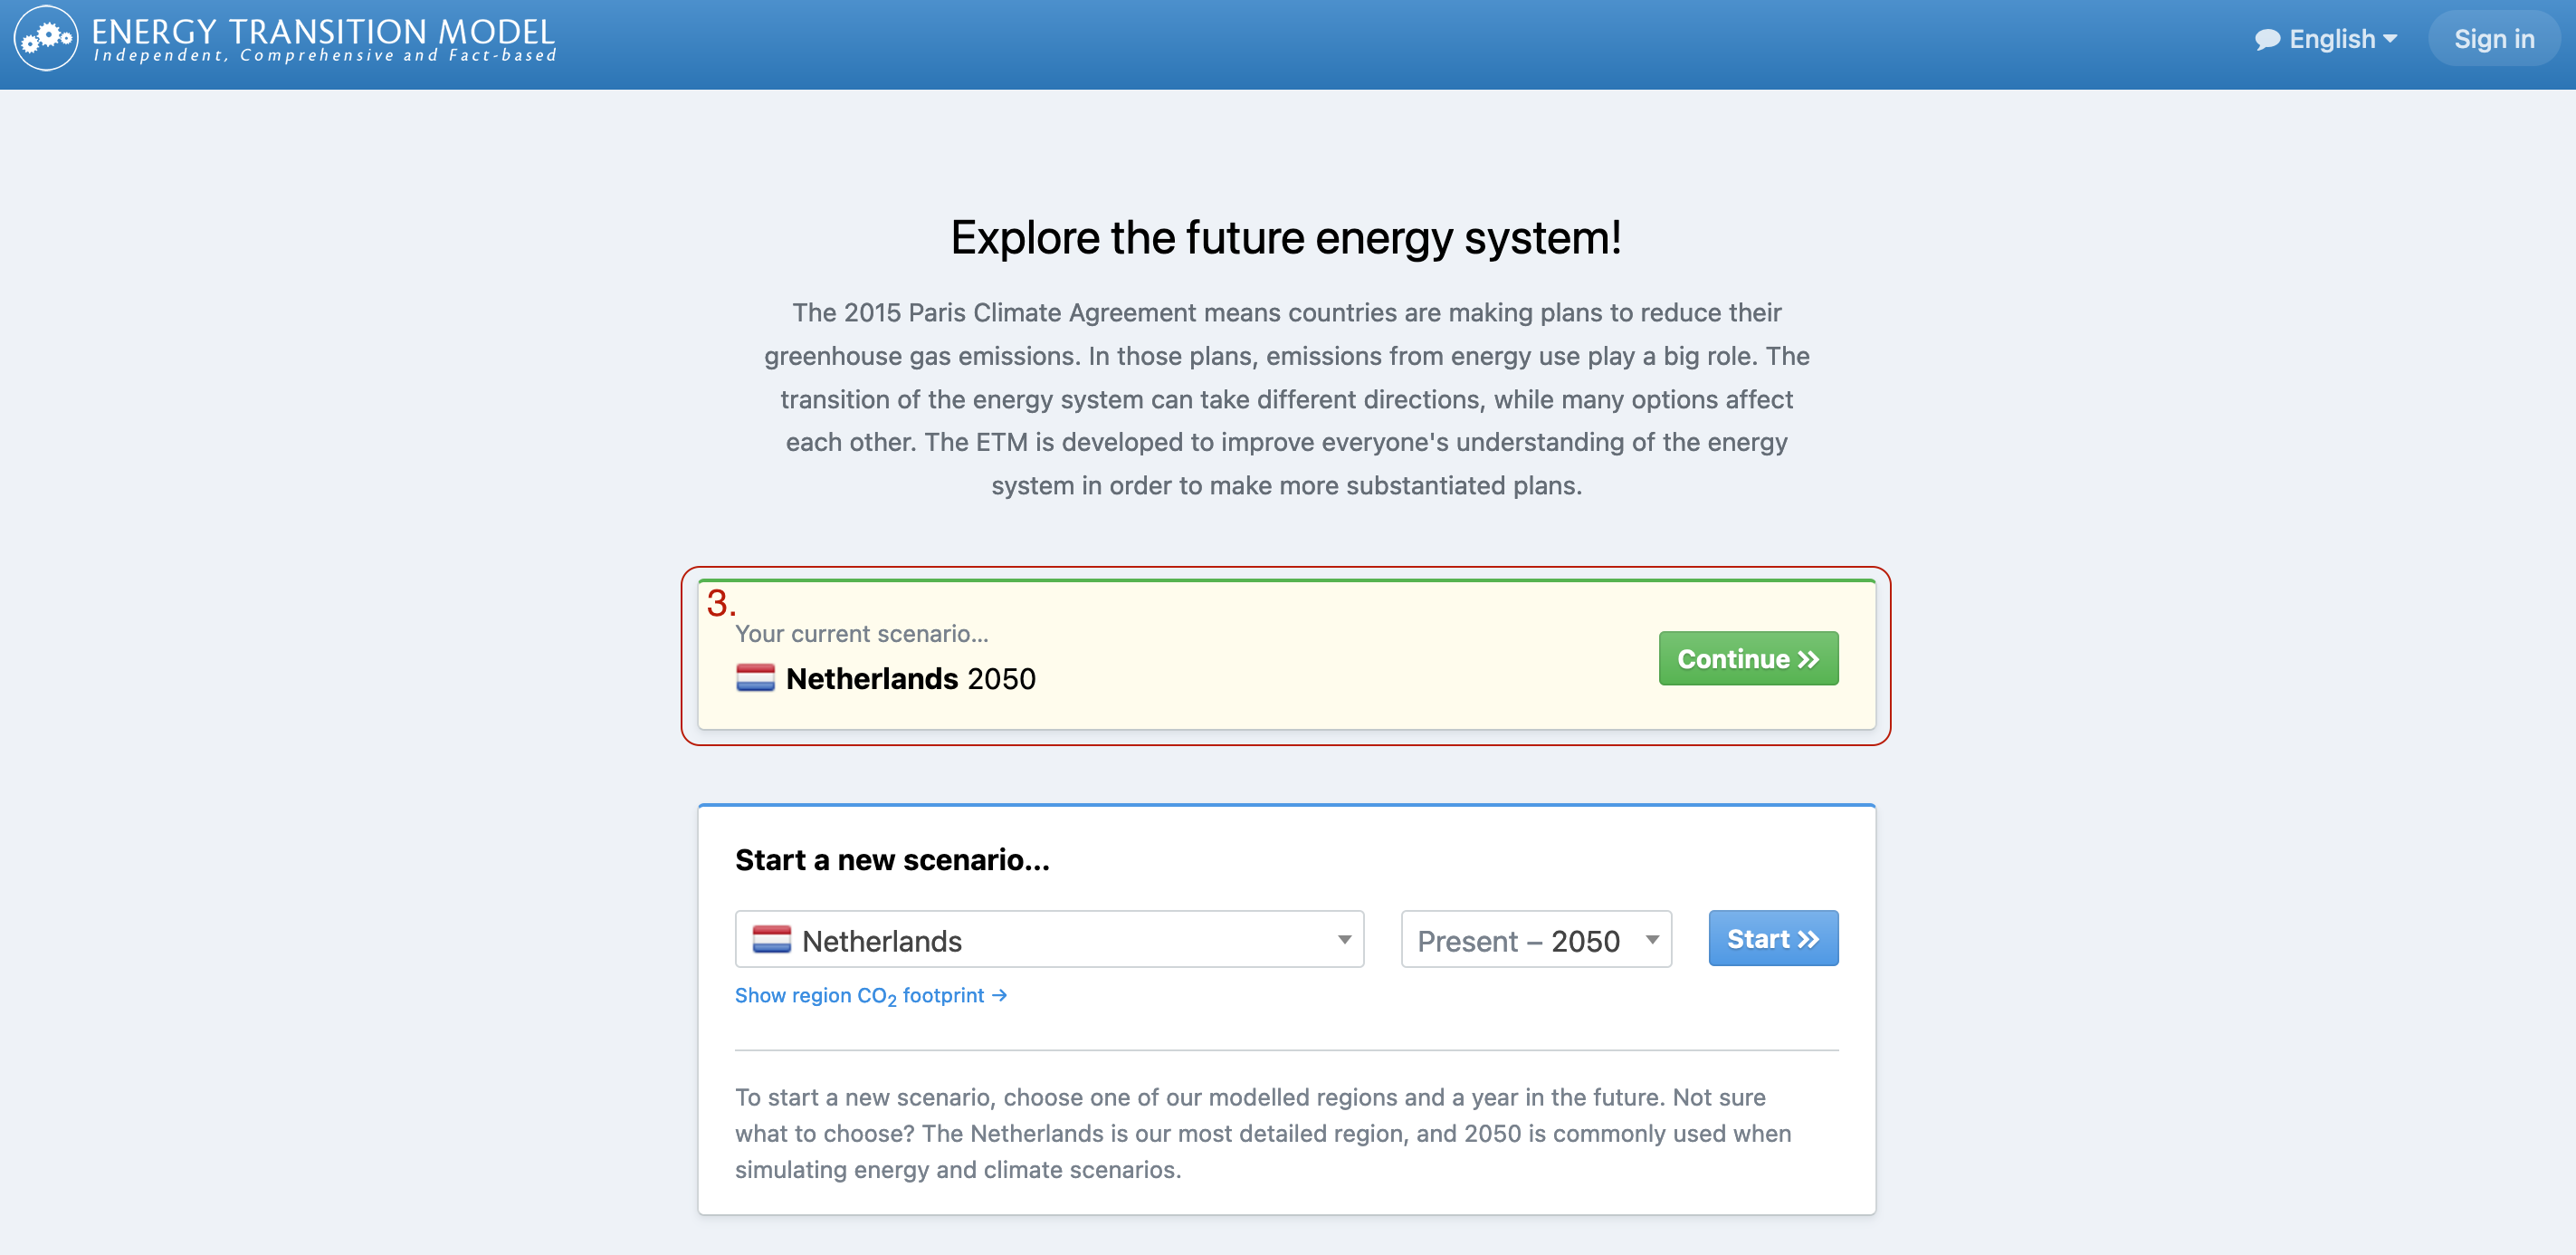 ENERGY TRANSITION MODEL
Independent, Comprehensive and Fact-based
English
Sign in
Explore the future energy system!
The 2015 Paris Climate Agreement means countries are making plans to reduce their
greenhouse gas emissions. In those plans, emissions from energy use play a big role. The
transition of the energy system can take different directions, while many options affect
each other. The ETM is developed to improve everyone's understanding of the energy
system in order to make more substantiated plans.
3.
Your current scenario...
Netherlands 2050
Continue »
Start a new scenario...
Netherlands
Present – 2050
Start »
Show region CO₂ footprint →
To start a new scenario, choose one of our modelled regions and a year in the future. Not sure
what to choose? The Netherlands is our most detailed region, and 2050 is commonly used when
simulating energy and climate scenarios.